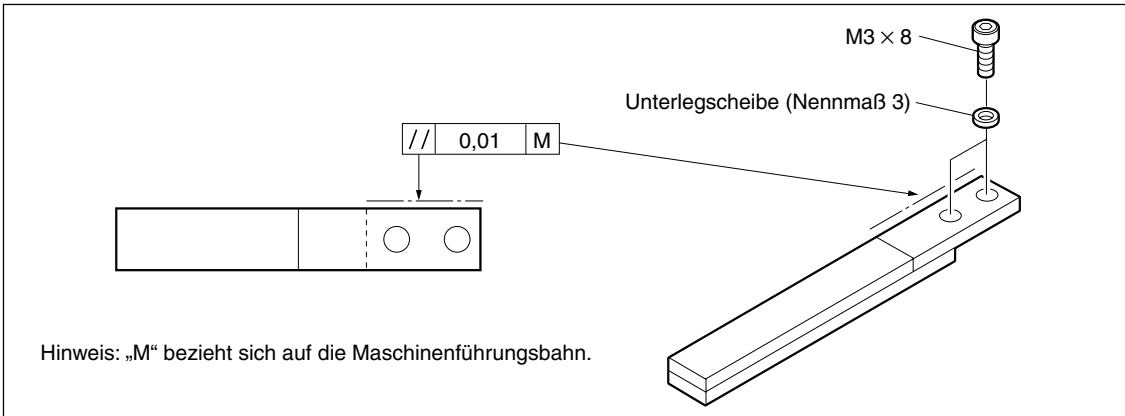 M3 × 8
Unterlegscheibe (Nennmaß 3)
// 0,01 M
Hinweis: „M“ bezieht sich auf die Maschinenführungsbahn.